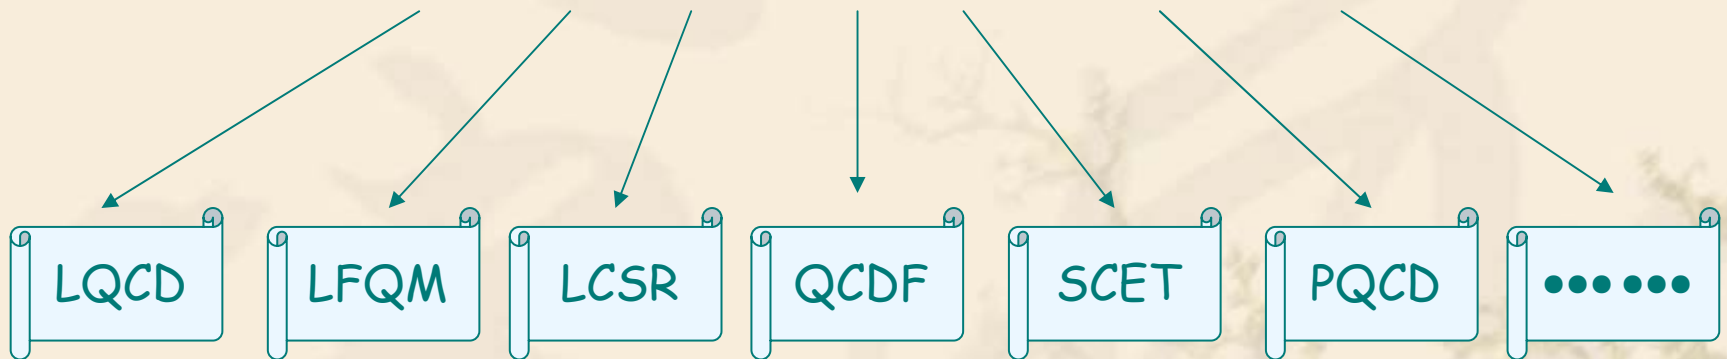 LQCD LFQM LCSR QCDF SCET PQCD ••• •••